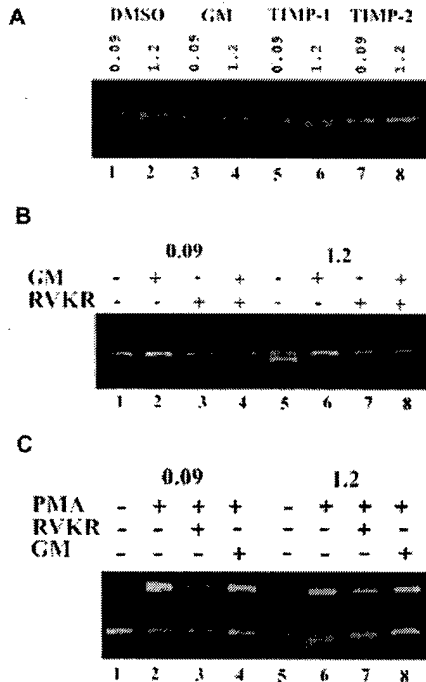 A
DMSO GM TIMP-1 TIMP-2
0.09 1.2 0.09 1.2 0.09 1.2 0.09 1.2
1 2 3 4 5 6 7 8
B
0.09 1.2
GM - + - + - + - +
RVKR - - + + - - + +
1 2 3 4 5 6 7 8
C
0.09 1.2
PMA - + + + - + + +
RVKR - - + - - - + -
GM - - - + - - - +
1 2 3 4 5 6 7 8